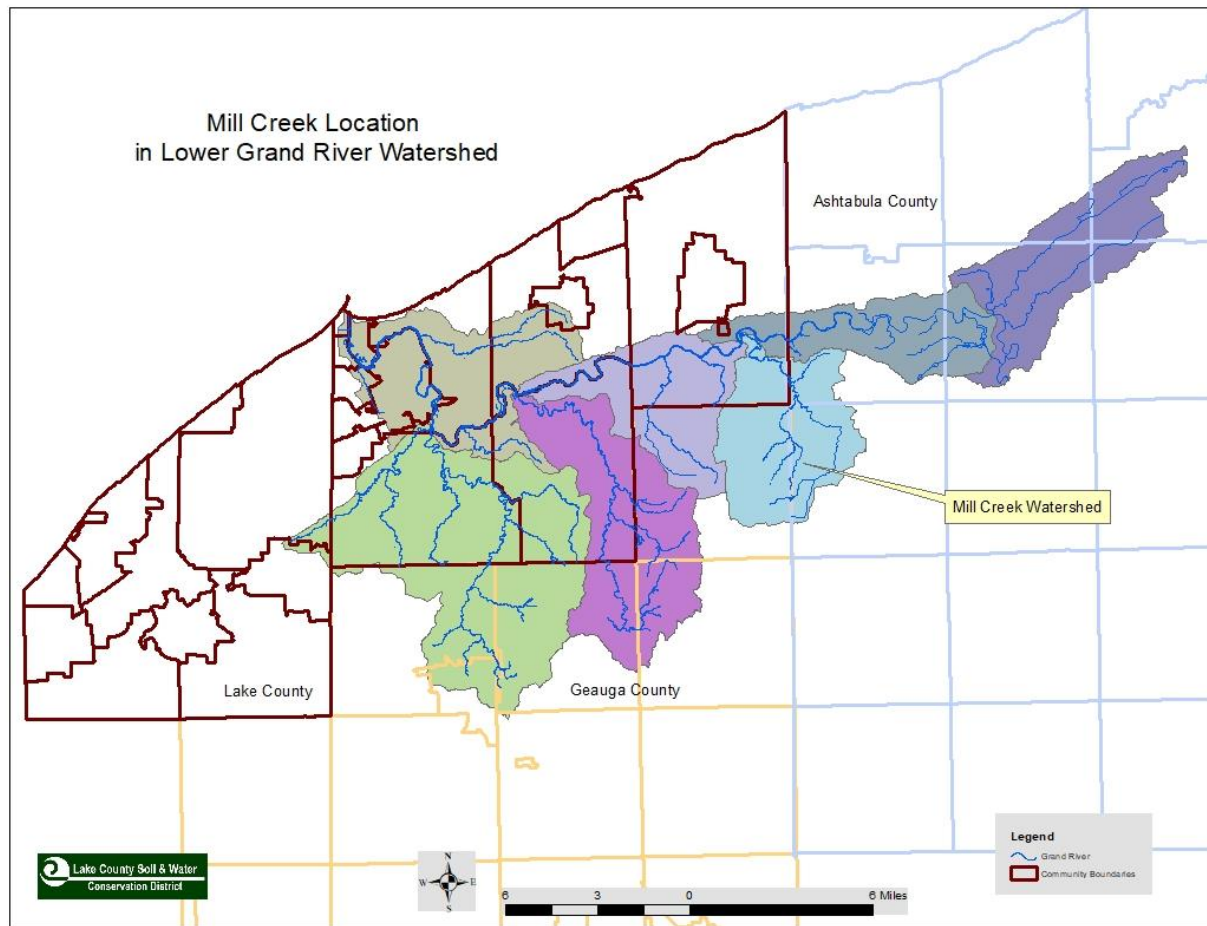 Mill Creek Location
in Lower Grand River Watershed
Ashtabula County
Mill Creek Watershed
Lake County
Geauga County
Lake County Soil & Water
Conservation District
N
W E
S
6 3 0 6 Miles
Legend
Grand River
Community Boundaries